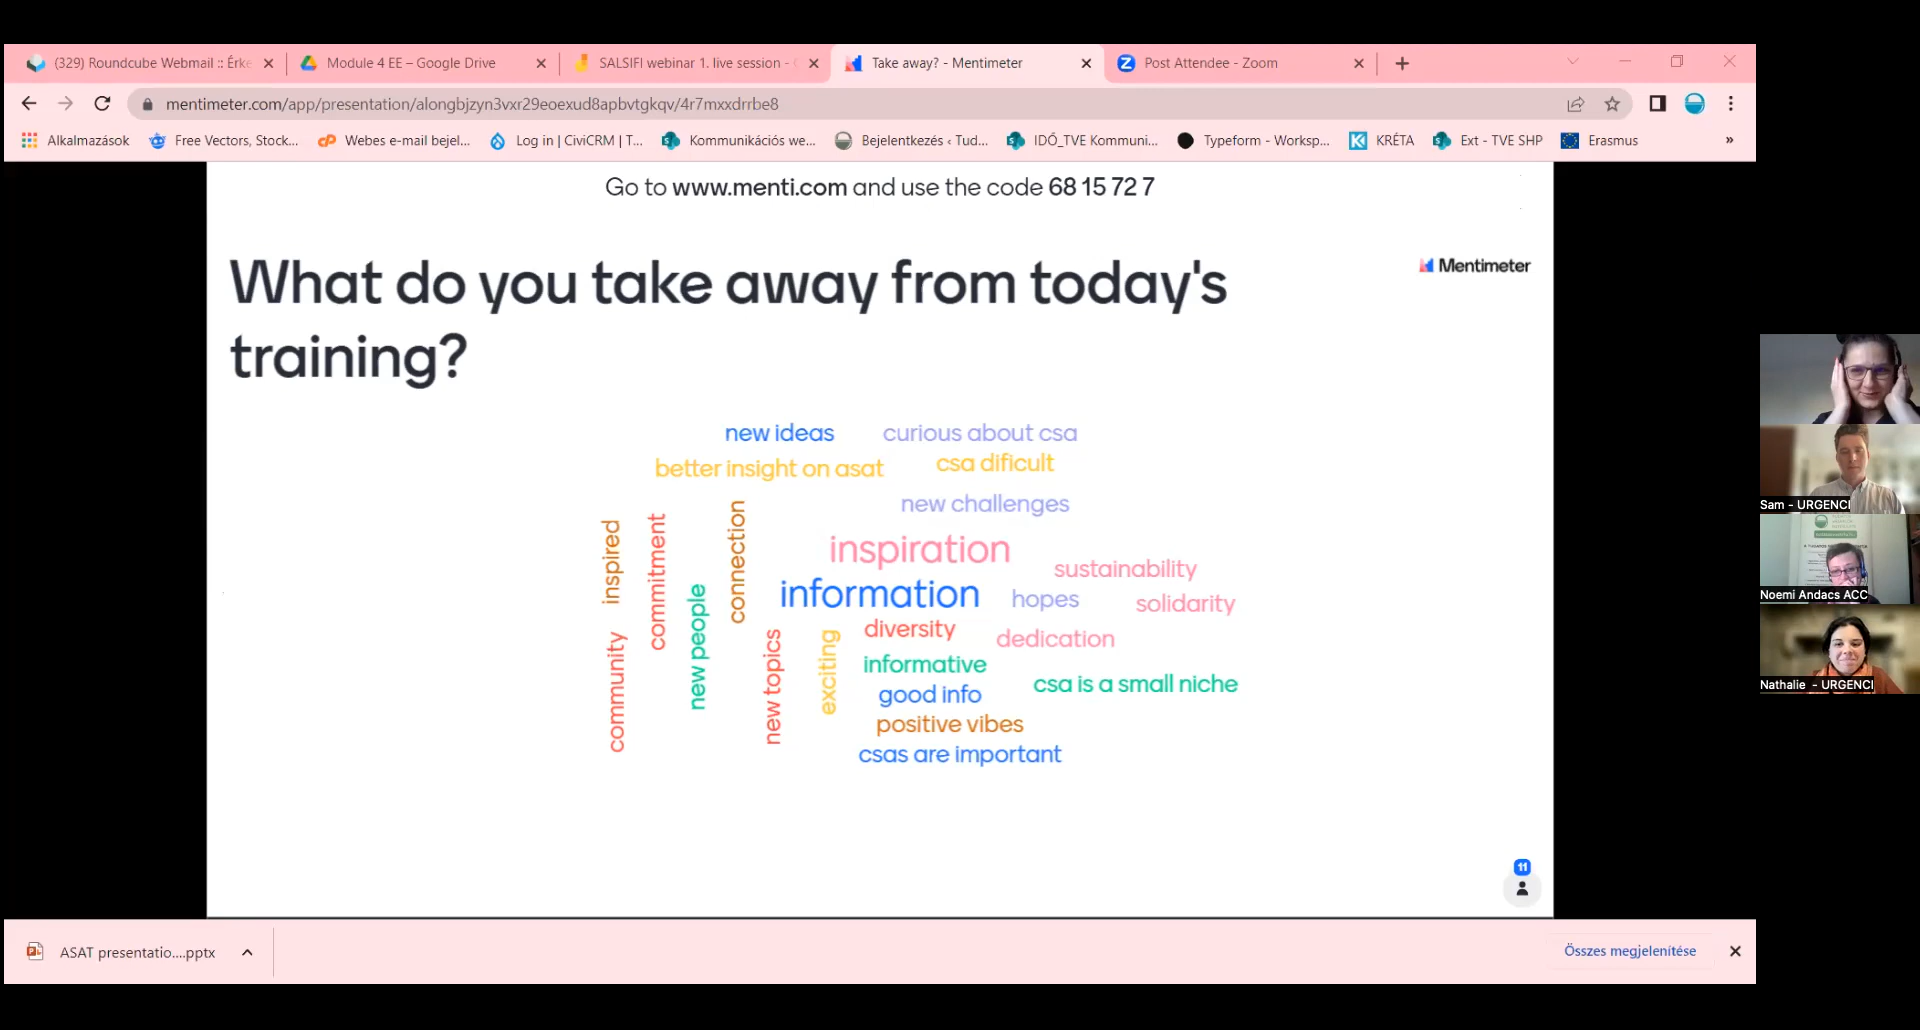 (329) Roundcube Webmail :: Érke
Module 4 EE – Google Drive
SALSIFI webinar 1. live session -
Take away? - Mentimeter
Post Attendee - Zoom
mentimeter.com/app/presentation/alongbjzyn3vxr29eoexud8apbvtgkqv/4r7mxxdrrbe8
Alkalmazások
Free Vectors, Stock...
Webes e-mail bejel...
Log in | CiviCRM | T...
Kommunikációs we...
Bejelentkezés ‹ Tud...
IDŐ_TVE Kommuni...
Typeform - Worksp...
KRÉTA
Ext - TVE SHP
Erasmus
»
Go to www.menti.com and use the code 68 15 72 7
What do you take away from today's
training?
Mentimeter
new ideas
curious about csa
better insight on asat
csa dificult
new challenges
inspired
commitment
connection
inspiration
sustainability
information
hopes
solidarity
new people
community
new topics
exciting
diversity
dedication
informative
csa is a small niche
good info
positive vibes
csas are important
11
Sam - URGENCI
Noemi Andacs ACC
Nathalie - URGENCI
ASAT presentatio....pptx
Összes megjelenítése